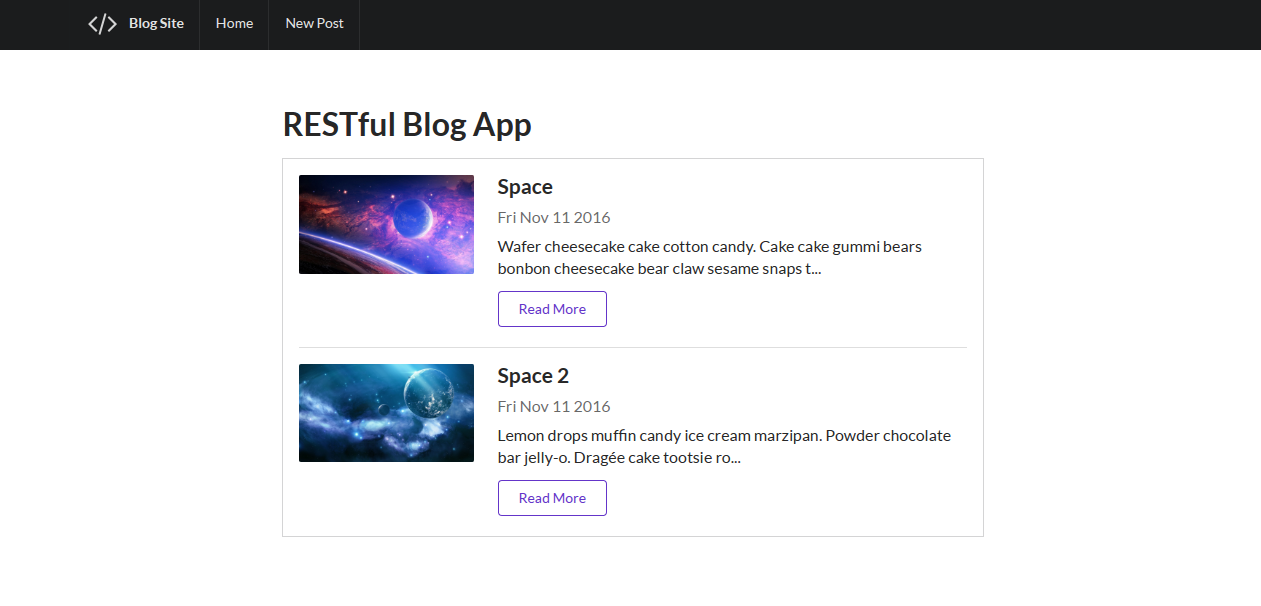 Blog Site Home New Post
RESTful Blog App
Space
Fri Nov 11 2016
Wafer cheesecake cake cotton candy. Cake cake gummi bears
bonbon cheesecake bear claw sesame snaps t...
Read More
Space 2
Fri Nov 11 2016
Lemon drops muffin candy ice cream marzipan. Powder chocolate
bar jelly-o. Dragée cake tootsie ro...
Read More